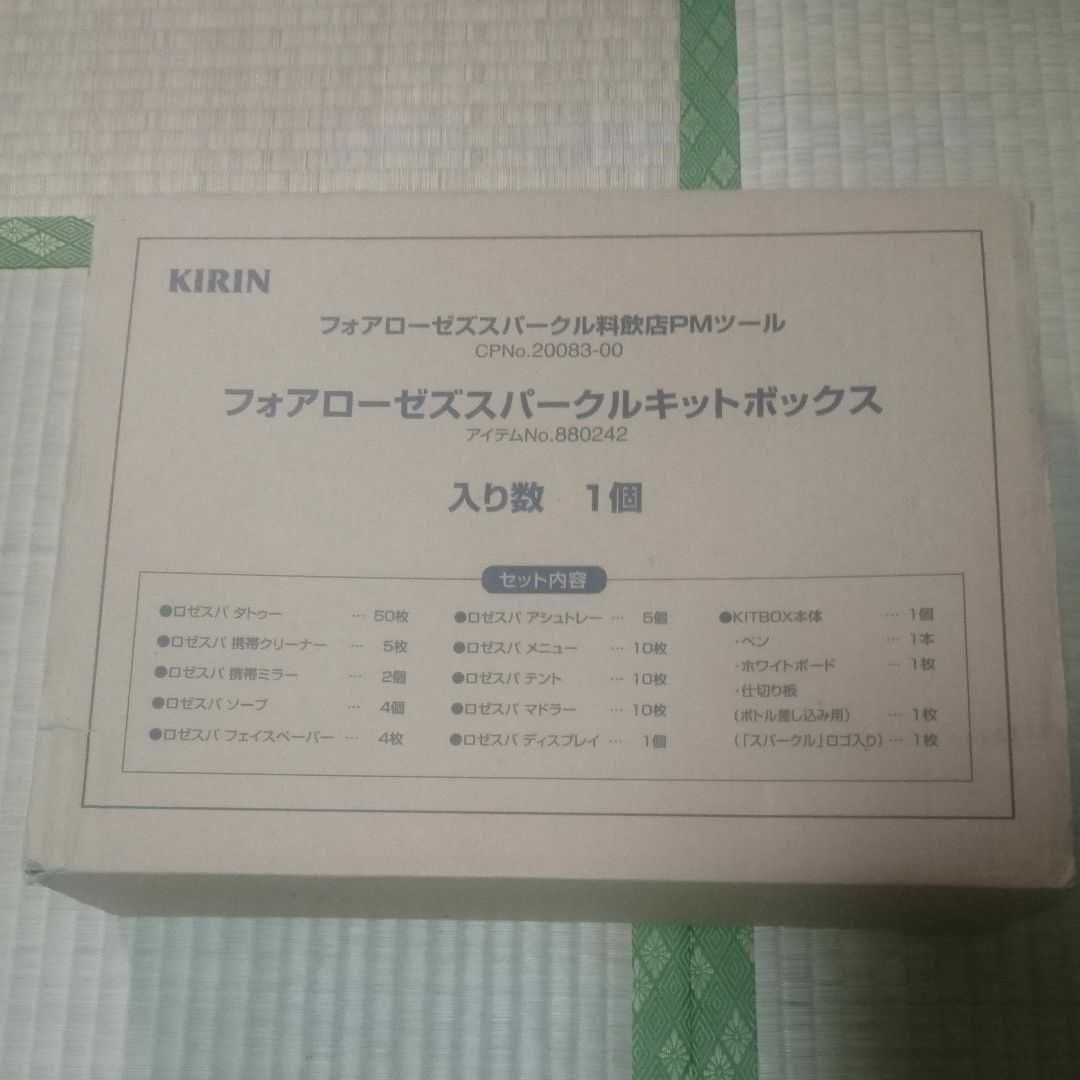 KIRIN
フォアローゼズスパークル料飲店PMツール
CPNo.20083-00
フォアローゼズスパークルキットボックス
アイテムNo.880242
入り数 1個
セット内容
●ロゼスパ タトゥー … 50枚
●ロゼスパ 携帯クリーナー … 5枚
●ロゼスパ 携帯ミラー … 2個
●ロゼスパ ソープ … 4個
●ロゼスパ フェイスペーパー … 4枚
●ロゼスパ アシュトレー … 5個
●ロゼスパ メニュー … 10枚
●ロゼスパ テント … 10枚
●ロゼスパ マドラー … 10枚
●ロゼスパ ディスプレイ … 1個
●KITBOX本体 … 1個
・ペン … 1本
・ホワイトボード … 1枚
・仕切り板
(ボトル差し込み用) … 1枚
(「スパークル」ロゴ入り) … 1枚